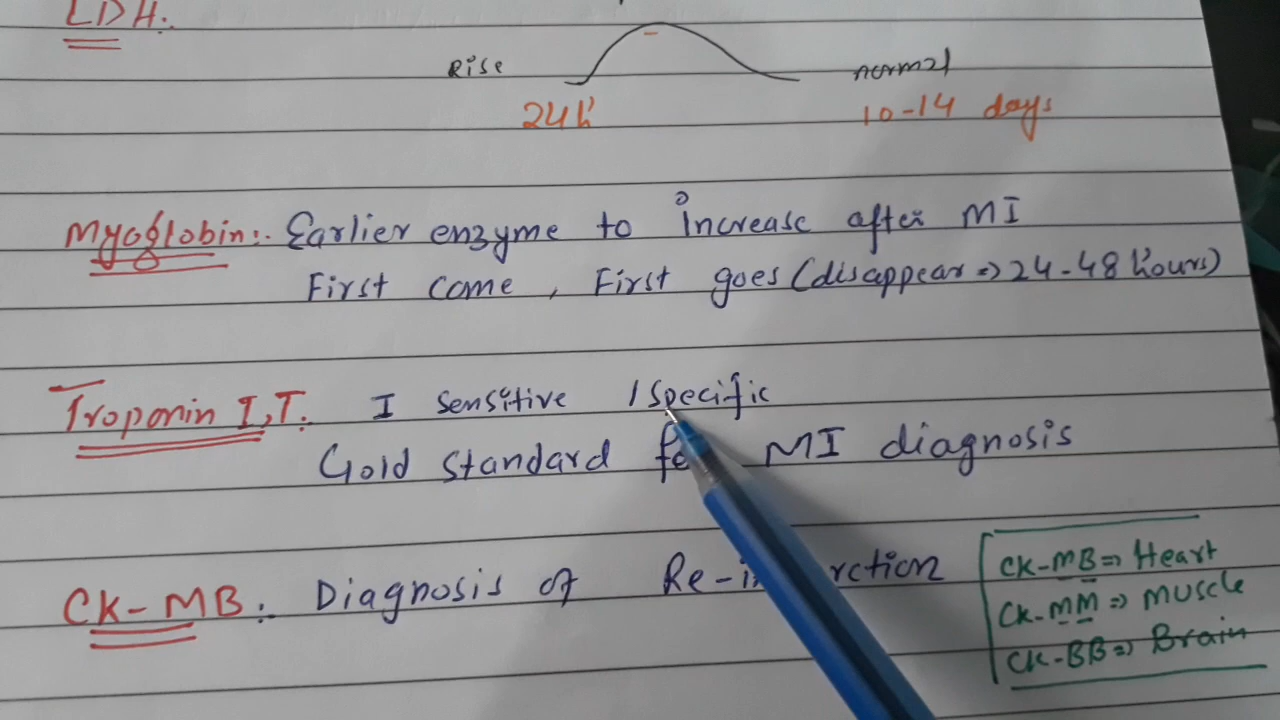 LDH:.
Rise
normal
24h
10-14 days
Myoglobin:. Earlier enzyme to increase after MI
First come, First goes (disappear => 24-48 hours)
Troponin I,T: I sensitive / Specific
Gold standard MI diagnosis
CK-MB: Diagnosis of
CK-MB => Heart
CK-MM => Muscle
CK-BB => Brain